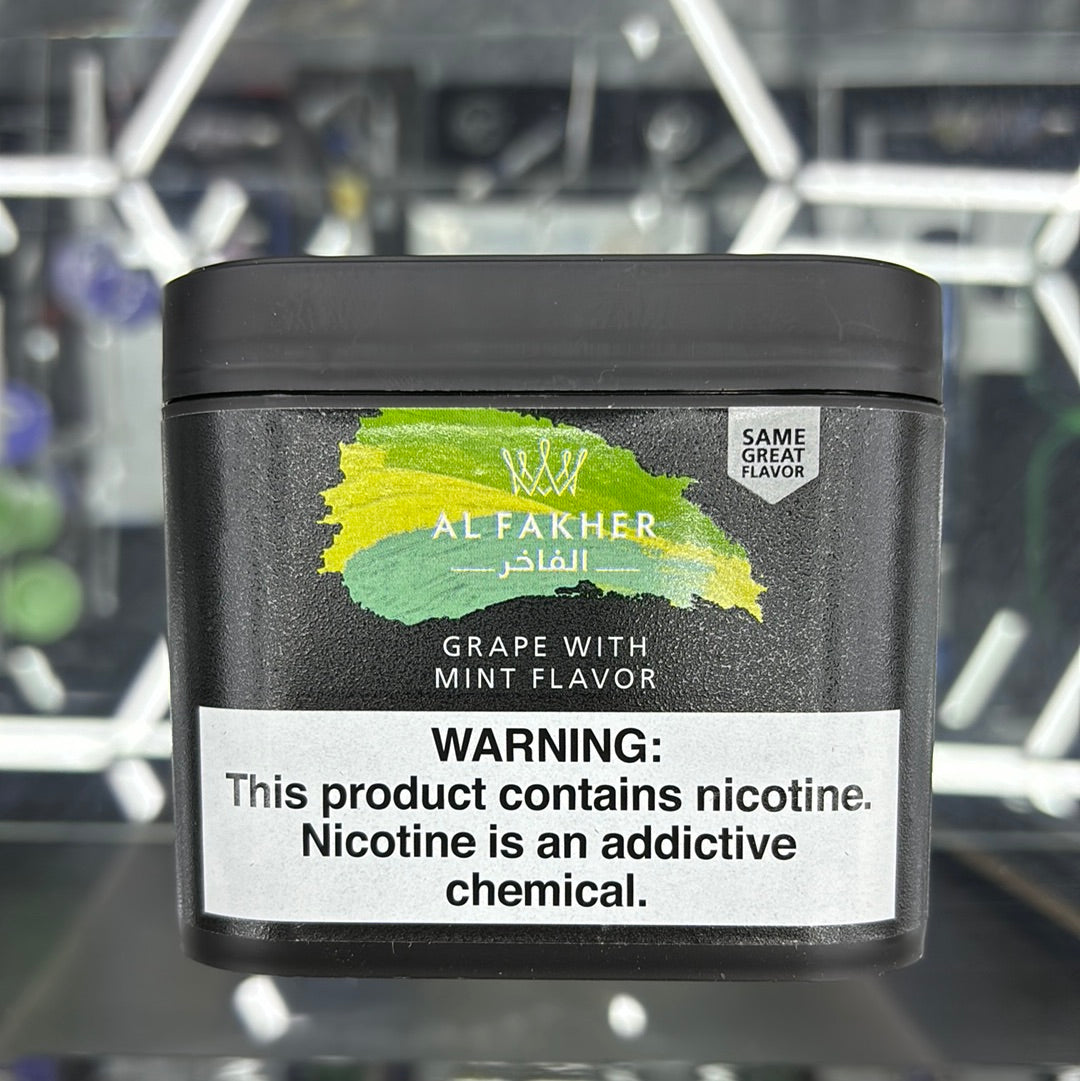 SAME
GREAT
FLAVOR
AL FAKHER
الفاخر
GRAPE WITH
MINT FLAVOR
WARNING:
This product contains nicotine.
Nicotine is an addictive
chemical.